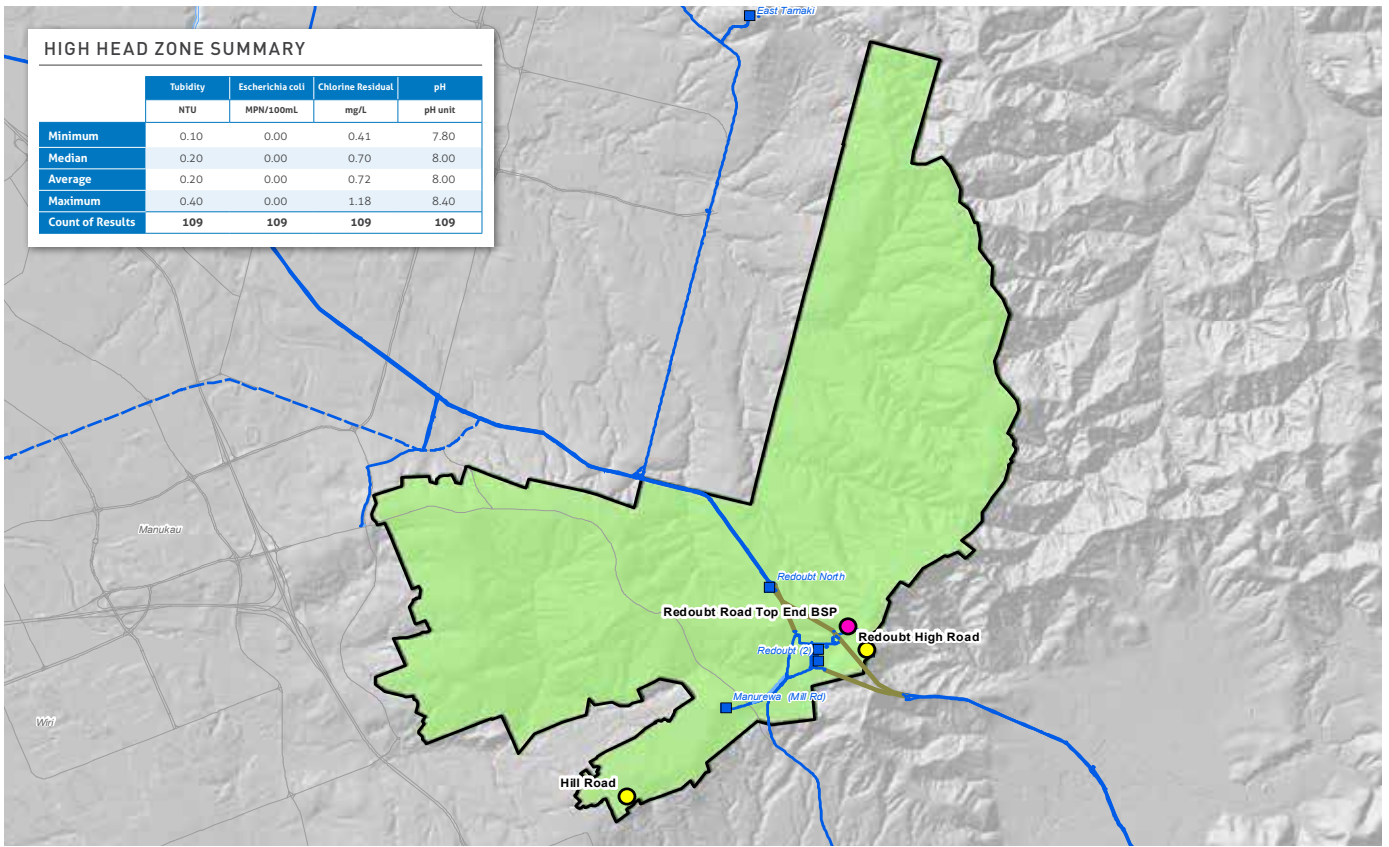 East Tamaki
HIGH HEAD ZONE SUMMARY
Tubidity Escherichia coli Chlorine Residual pH
NTU MPN/100mL mg/L pH unit
Minimum 0.10 0.00 0.41 7.80
Median 0.20 0.00 0.70 8.00
Average 0.20 0.00 0.72 8.00
Maximum 0.40 0.00 1.18 8.40
Count of Results 109 109 109 109
Manukau
Redoubt North
Redoubt Road Top End BSP
Redoubt High Road
Redoubt (2)
Manurewa (Mill Rd)
Wiri
Hill Road